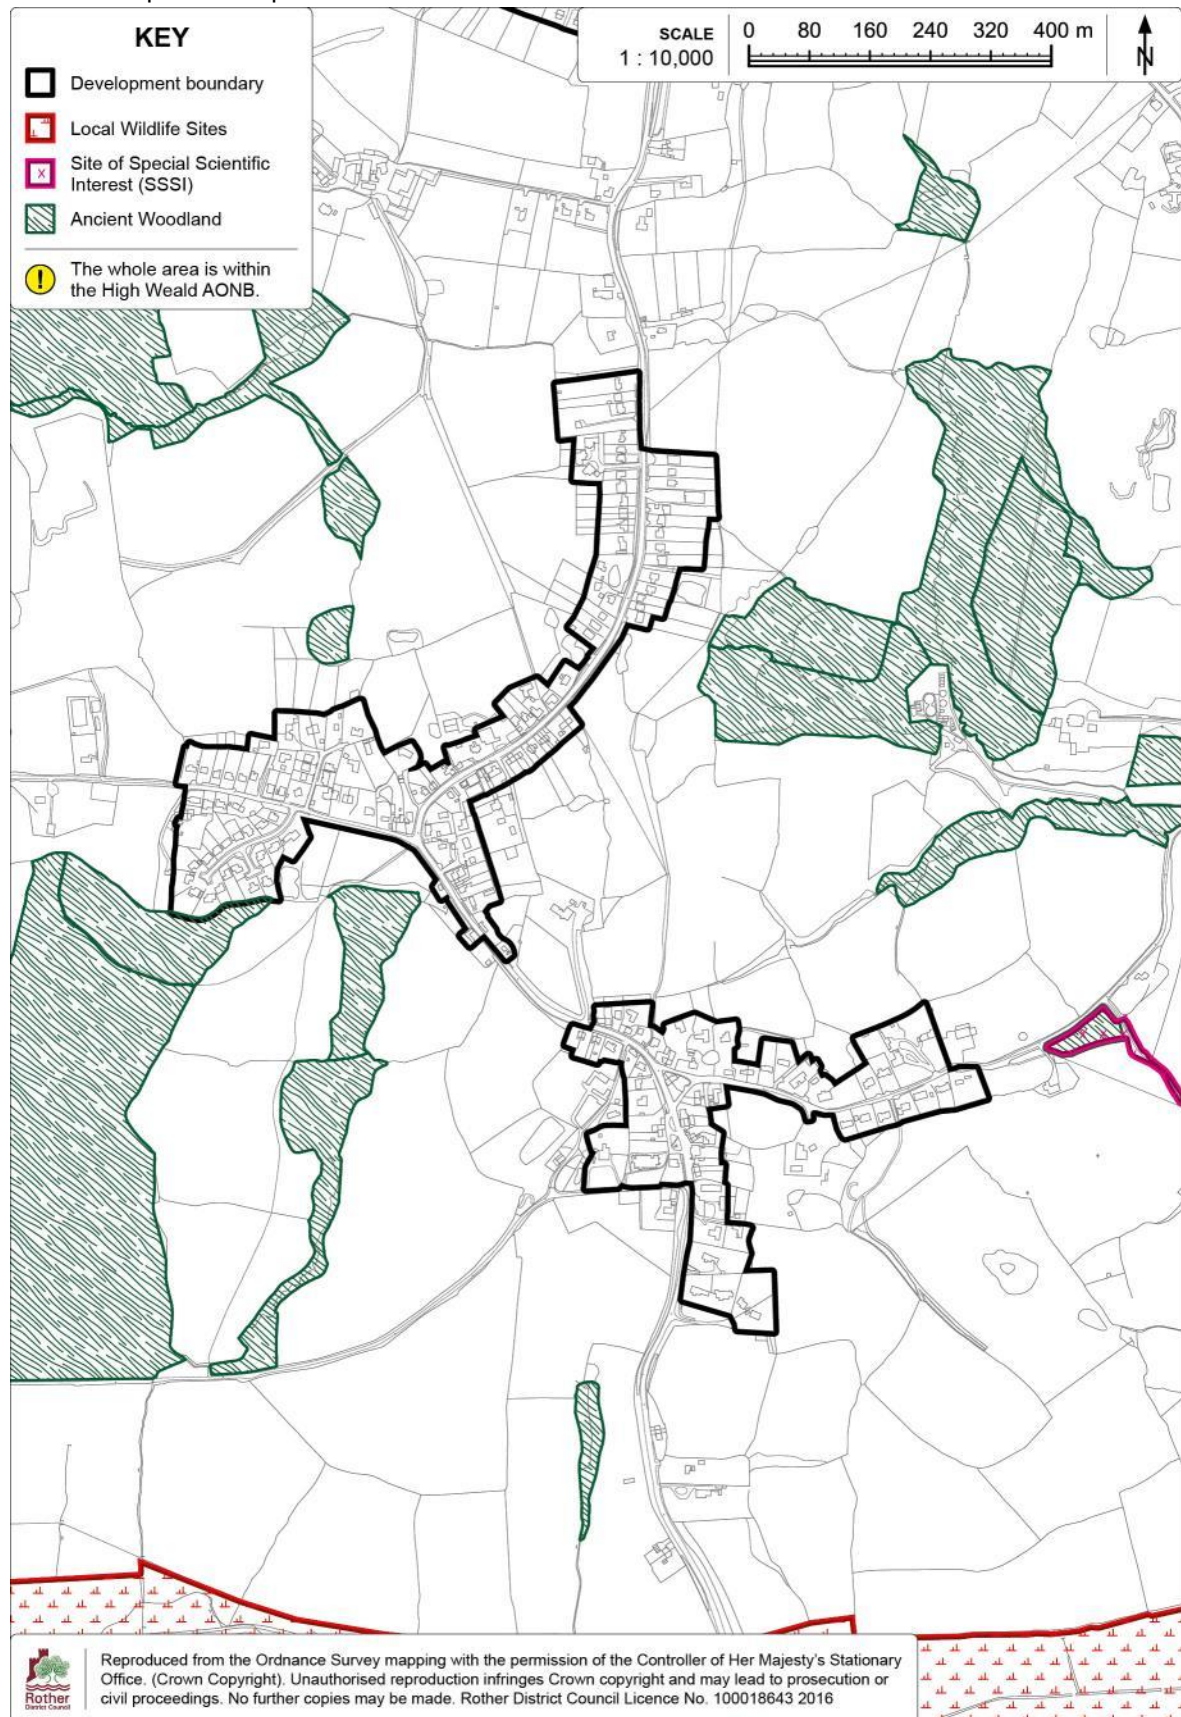 KEY
Development boundary
Local Wildlife Sites
Site of Special Scientific
Interest (SSSI)
Ancient Woodland
!
The whole area is within
the High Weald AONB.
SCALE
1 : 10,000
0 80 160 240 320 400 m
N
Rother
District Council
Reproduced from the Ordnance Survey mapping with the permission of the Controller of Her Majesty's Stationary
Office. (Crown Copyright). Unauthorised reproduction infringes Crown copyright and may lead to prosecution or
civil proceedings. No further copies may be made. Rother District Council Licence No. 100018643 2016